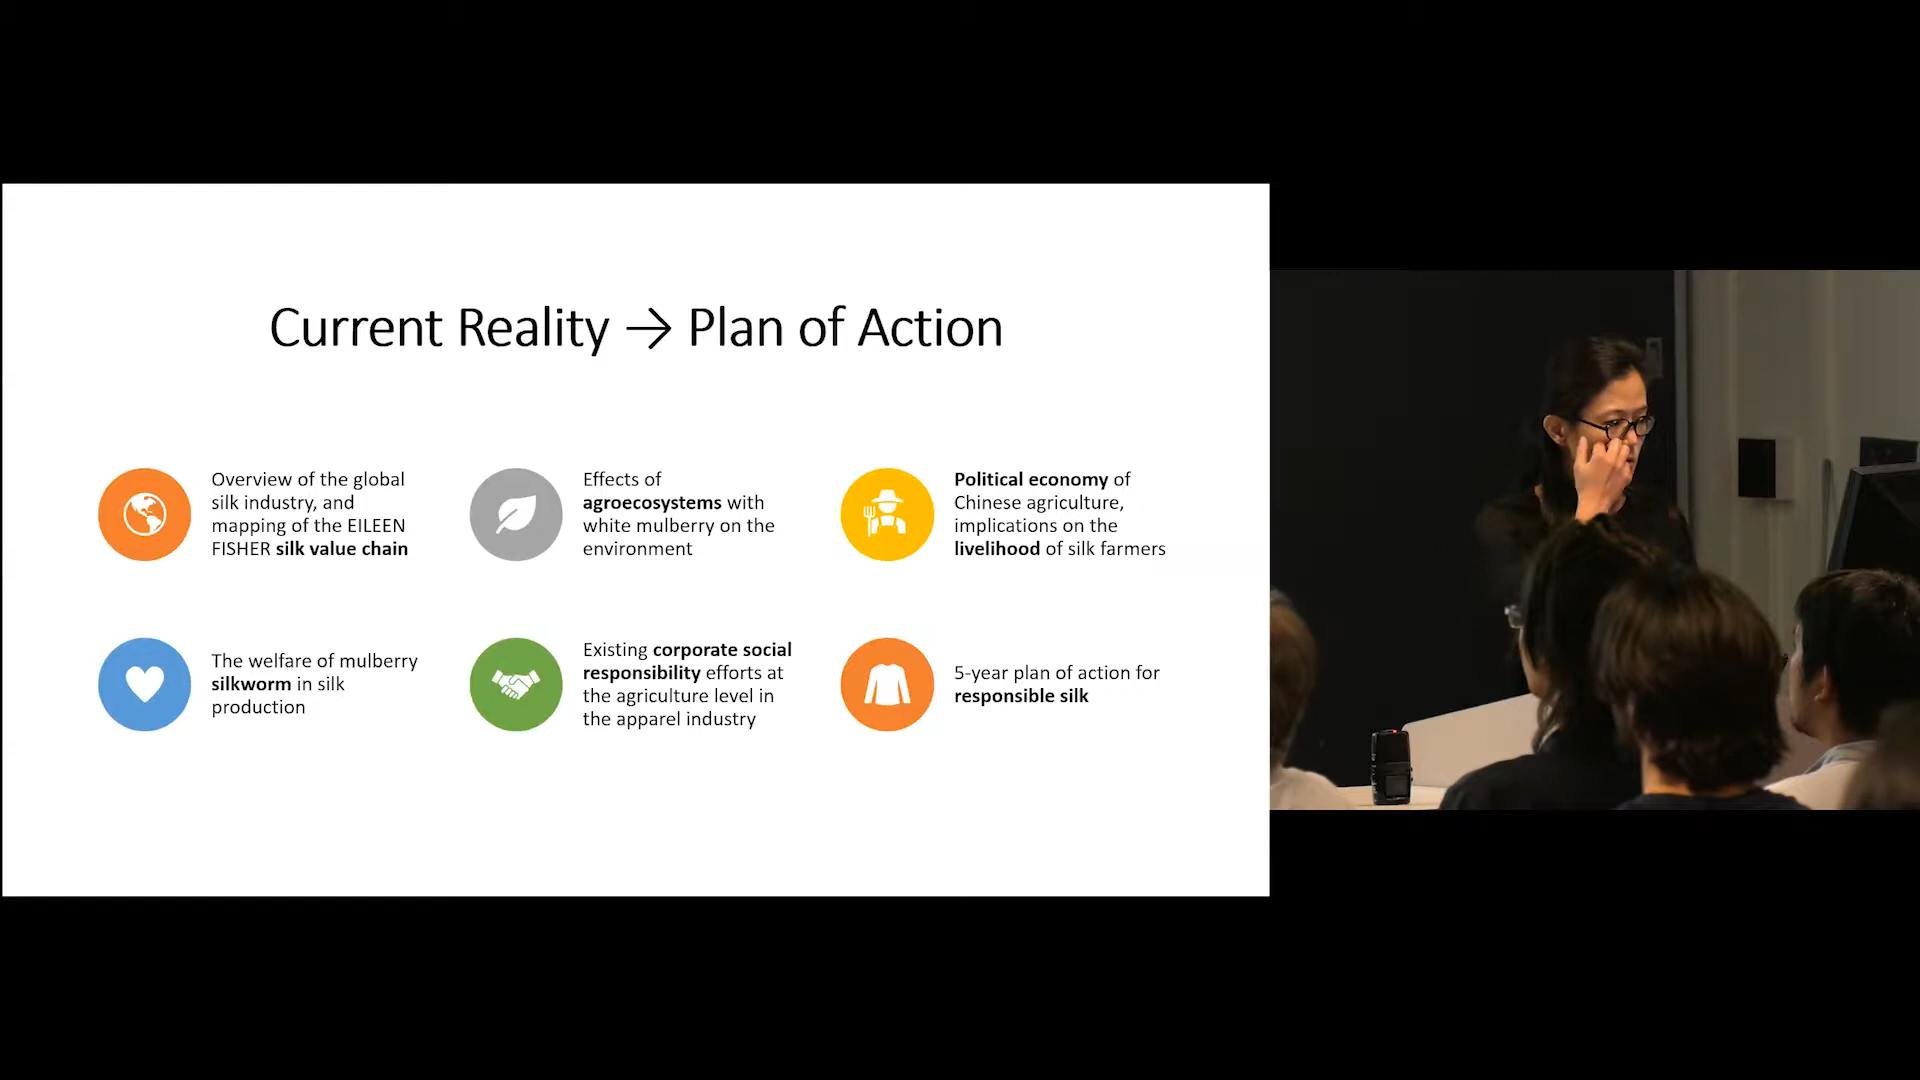 Current Reality → Plan of Action
Overview of the global
silk industry, and
mapping of the EILEEN
FISHER silk value chain
Effects of
agroecosystems with
white mulberry on the
environment
Political economy of
Chinese agriculture,
implications on the
livelihood of silk farmers
The welfare of mulberry
silkworm in silk
production
Existing corporate social
responsibility efforts at
the agriculture level in
the apparel industry
5-year plan of action for
responsible silk